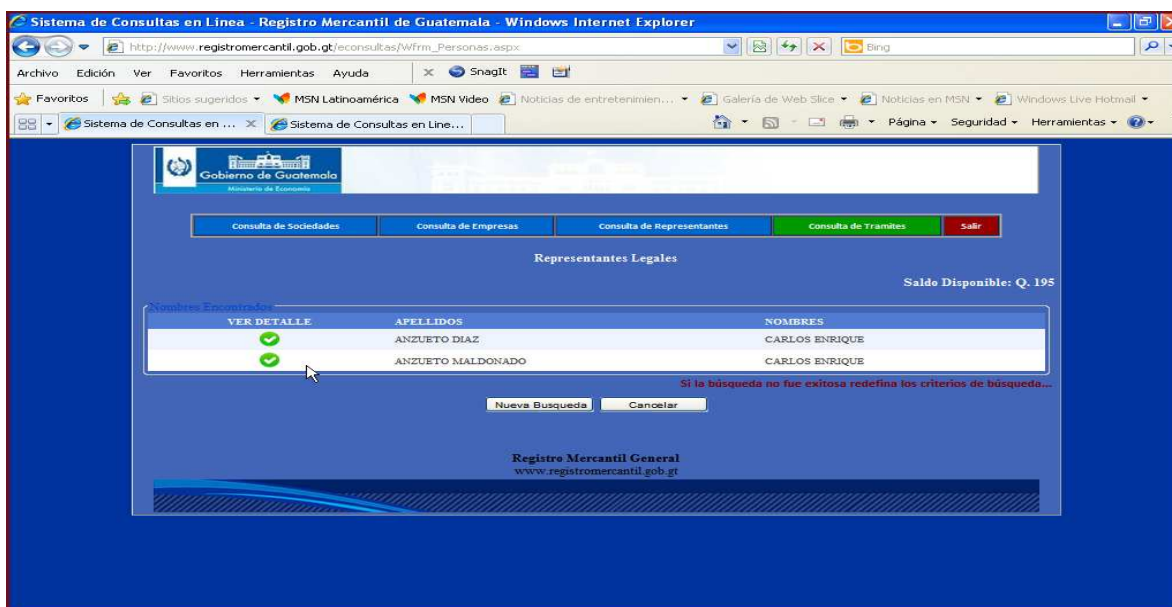 Sistema de Consultas en Linea - Registro Mercantil de Guatemala - Windows Internet Explorer
http://www.registromercantil.gob.gt/econsultas/Wfrm_Personas.aspx
Bing
Archivo Edición Ver Favoritos Herramientas Ayuda SnagIt
Favoritos Sitios sugeridos MSN Latinoamérica MSN Video Noticias de entretenimien... Galería de Web Slice Noticias en MSN Windows Live Hotmail
Sistema de Consultas en ... Sistema de Consultas en Line... Página Seguridad Herramientas
Gobierno de Guatemala
Ministerio de Economía
Consulta de Sociedades Consulta de Empresas Consulta de Representantes Consulta de Tramites Salir
Representantes Legales
Saldo Disponible: Q. 195
Nombres Encontrados
VER DETALLE APELLIDOS NOMBRES
ANZUETO DIAZ CARLOS ENRIQUE
ANZUETO MALDONADO CARLOS ENRIQUE
Si la búsqueda no fue exitosa redefina los criterios de búsqueda...
Nueva Busqueda Cancelar
Registro Mercantil General
www.registromercantil.gob.gt